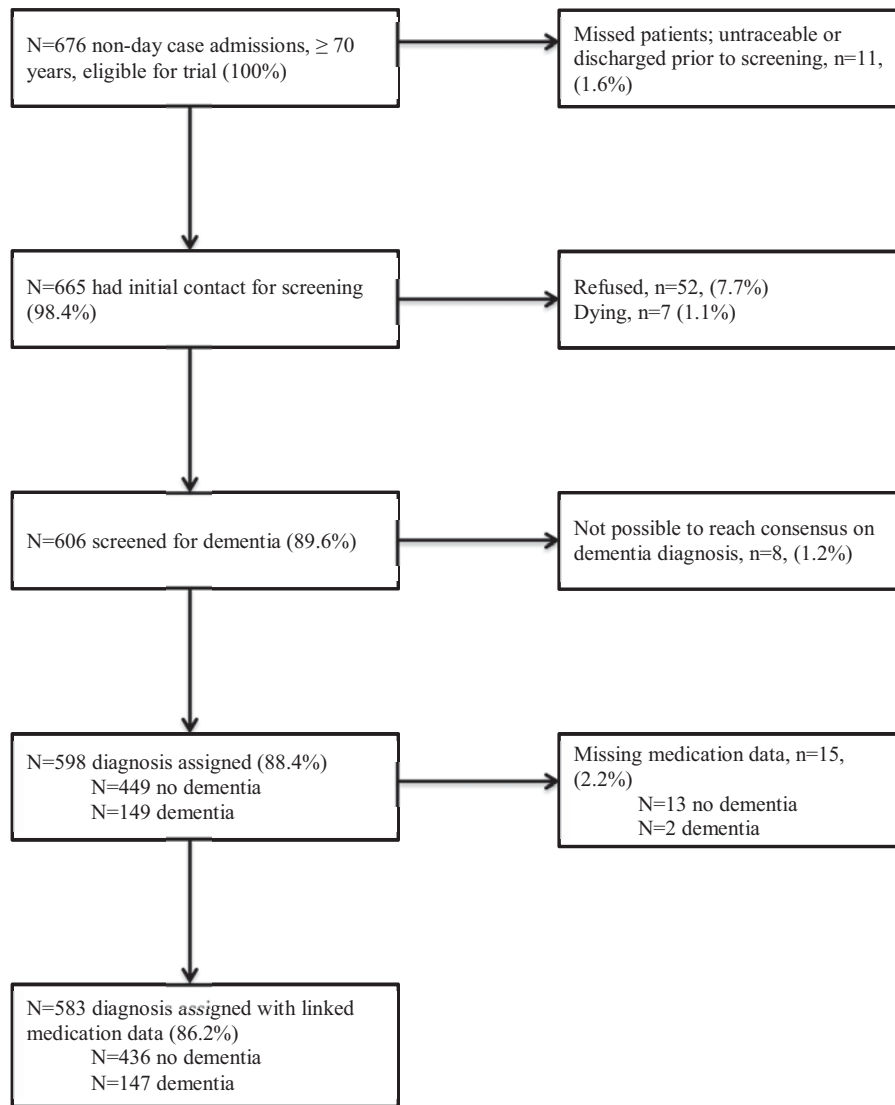 N=676 non-day case admissions, ≥ 70
years, eligible for trial (100%)
Missed patients; untraceable or
discharged prior to screening, n=11,
(1.6%)
N=665 had initial contact for screening
(98.4%)
Refused, n=52, (7.7%)
Dying, n=7 (1.1%)
N=606 screened for dementia (89.6%)
Not possible to reach consensus on
dementia diagnosis, n=8, (1.2%)
N=598 diagnosis assigned (88.4%)
N=449 no dementia
N=149 dementia
Missing medication data, n=15,
(2.2%)
N=13 no dementia
N=2 dementia
N=583 diagnosis assigned with linked
medication data (86.2%)
N=436 no dementia
N=147 dementia